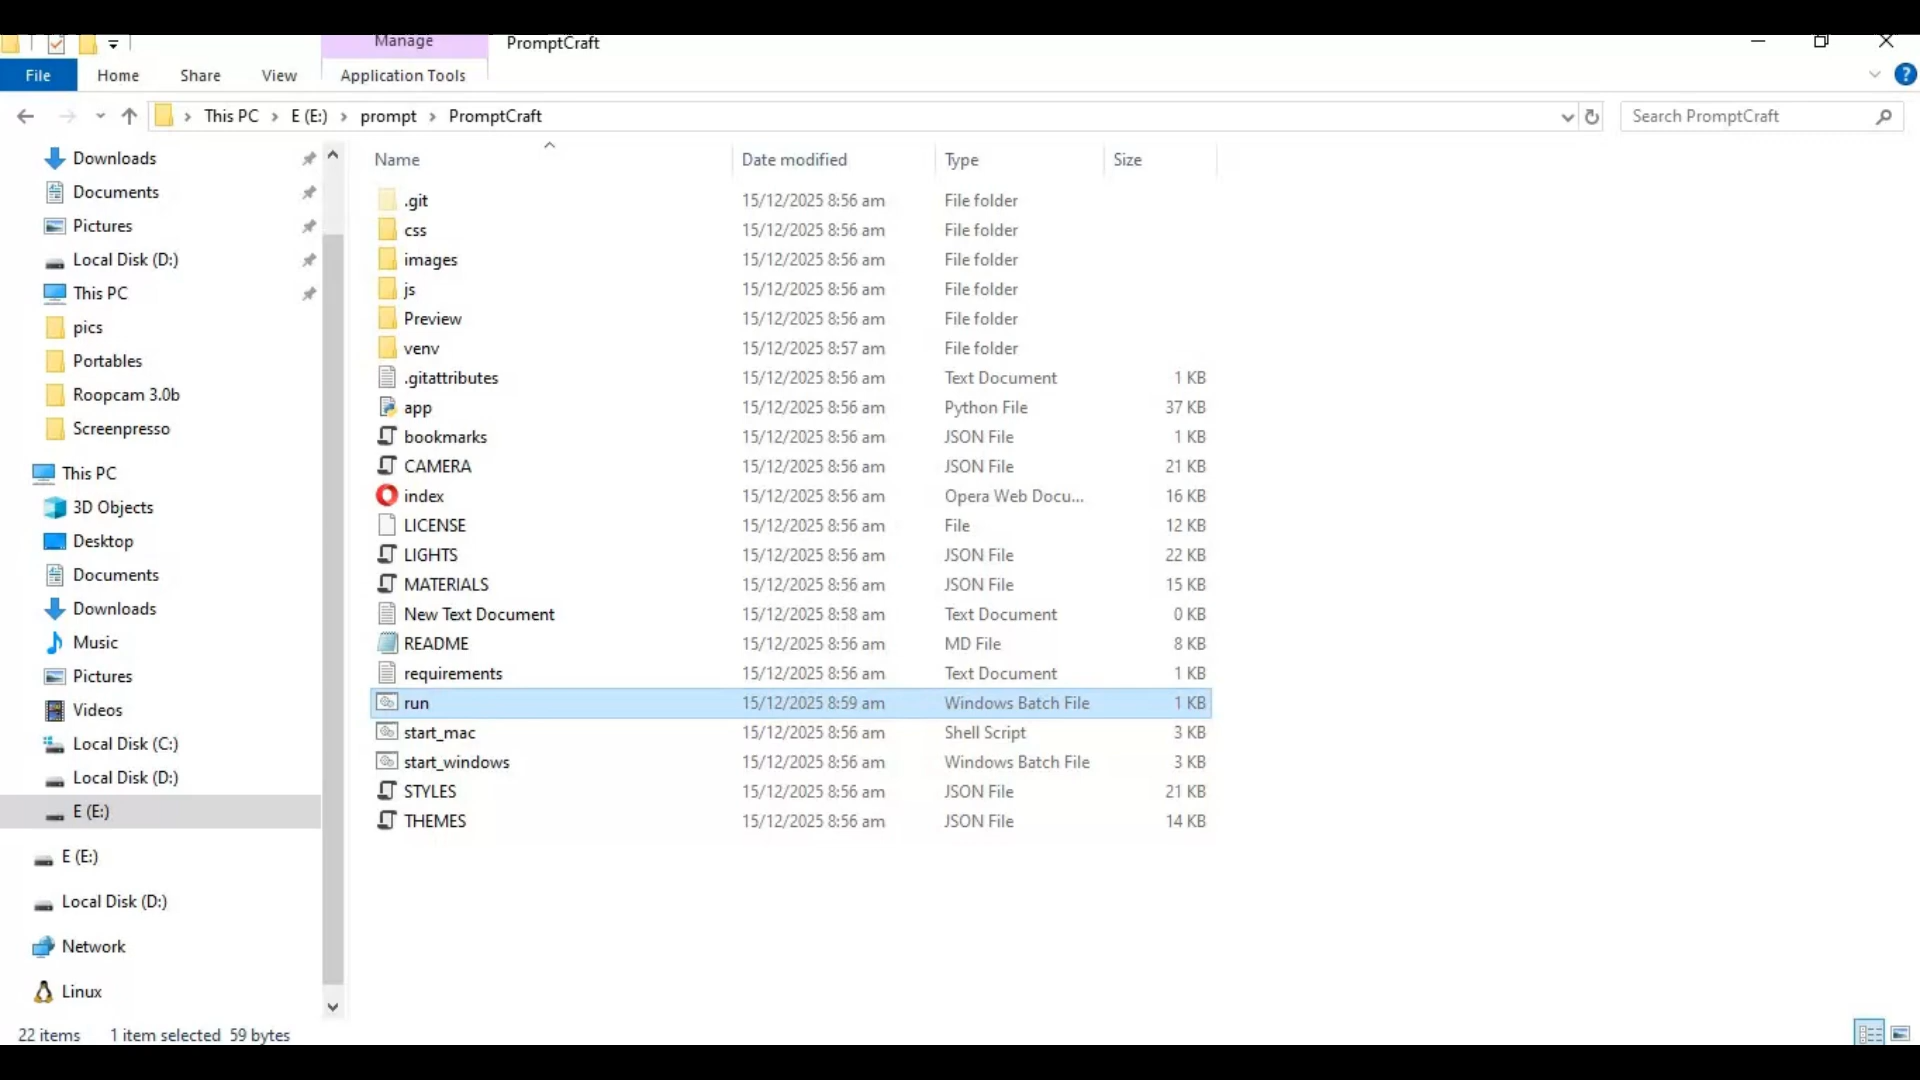 Manage
PromptCraft
File
Home
Share
View
Application Tools
This PC > E (E:) > prompt > PromptCraft
Search PromptCraft
Downloads
Documents
Pictures
Local Disk (D:)
This PC
pics
Portables
Roopcam 3.0b
Screenpresso
This PC
3D Objects
Desktop
Documents
Downloads
Music
Pictures
Videos
Local Disk (C:)
Local Disk (D:)
E (E:)
E (E:)
Local Disk (D:)
Network
Linux
Name Date modified Type Size
.git 15/12/2025 8:56 am File folder
css 15/12/2025 8:56 am File folder
images 15/12/2025 8:56 am File folder
js 15/12/2025 8:56 am File folder
Preview 15/12/2025 8:56 am File folder
venv 15/12/2025 8:57 am File folder
.gitattributes 15/12/2025 8:56 am Text Document 1 KB
app 15/12/2025 8:56 am Python File 37 KB
bookmarks 15/12/2025 8:56 am JSON File 1 KB
CAMERA 15/12/2025 8:56 am JSON File 21 KB
index 15/12/2025 8:56 am Opera Web Docu... 16 KB
LICENSE 15/12/2025 8:56 am File 12 KB
LIGHTS 15/12/2025 8:56 am JSON File 22 KB
MATERIALS 15/12/2025 8:56 am JSON File 15 KB
New Text Document 15/12/2025 8:58 am Text Document 0 KB
README 15/12/2025 8:56 am MD File 8 KB
requirements 15/12/2025 8:56 am Text Document 1 KB
run 15/12/2025 8:59 am Windows Batch File 1 KB
start_mac 15/12/2025 8:56 am Shell Script 3 KB
start_windows 15/12/2025 8:56 am Windows Batch File 3 KB
STYLES 15/12/2025 8:56 am JSON File 21 KB
THEMES 15/12/2025 8:56 am JSON File 14 KB
22 items 1 item selected 59 bytes